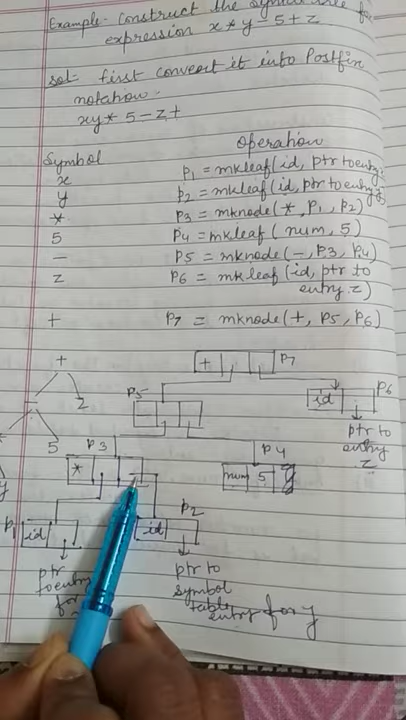 Example- Construct the Syntax tree for
expression x * y - 5 + z
Sol- first convert it into Postfix
notation-
xy* 5 - z +
Symbol Operation
x P1 = mkleaf(id, ptr to entry
y P2 = mkleaf(id, ptr to entry y
* P3 = mknode(*, P1, P2)
5 P4 = mkleaf(num, 5)
- P5 = mknode(-, P3, P4)
z P6 = mkleaf(id, ptr to
entry z)
+ P7 = mknode(+, P5, P6)
+ + P7
- z P5 id P6
5 ptr to
entry
z
P3 P4
* num 5
y
P1 id id P2
ptr ptr to
to entry symbol
for table
entry for y